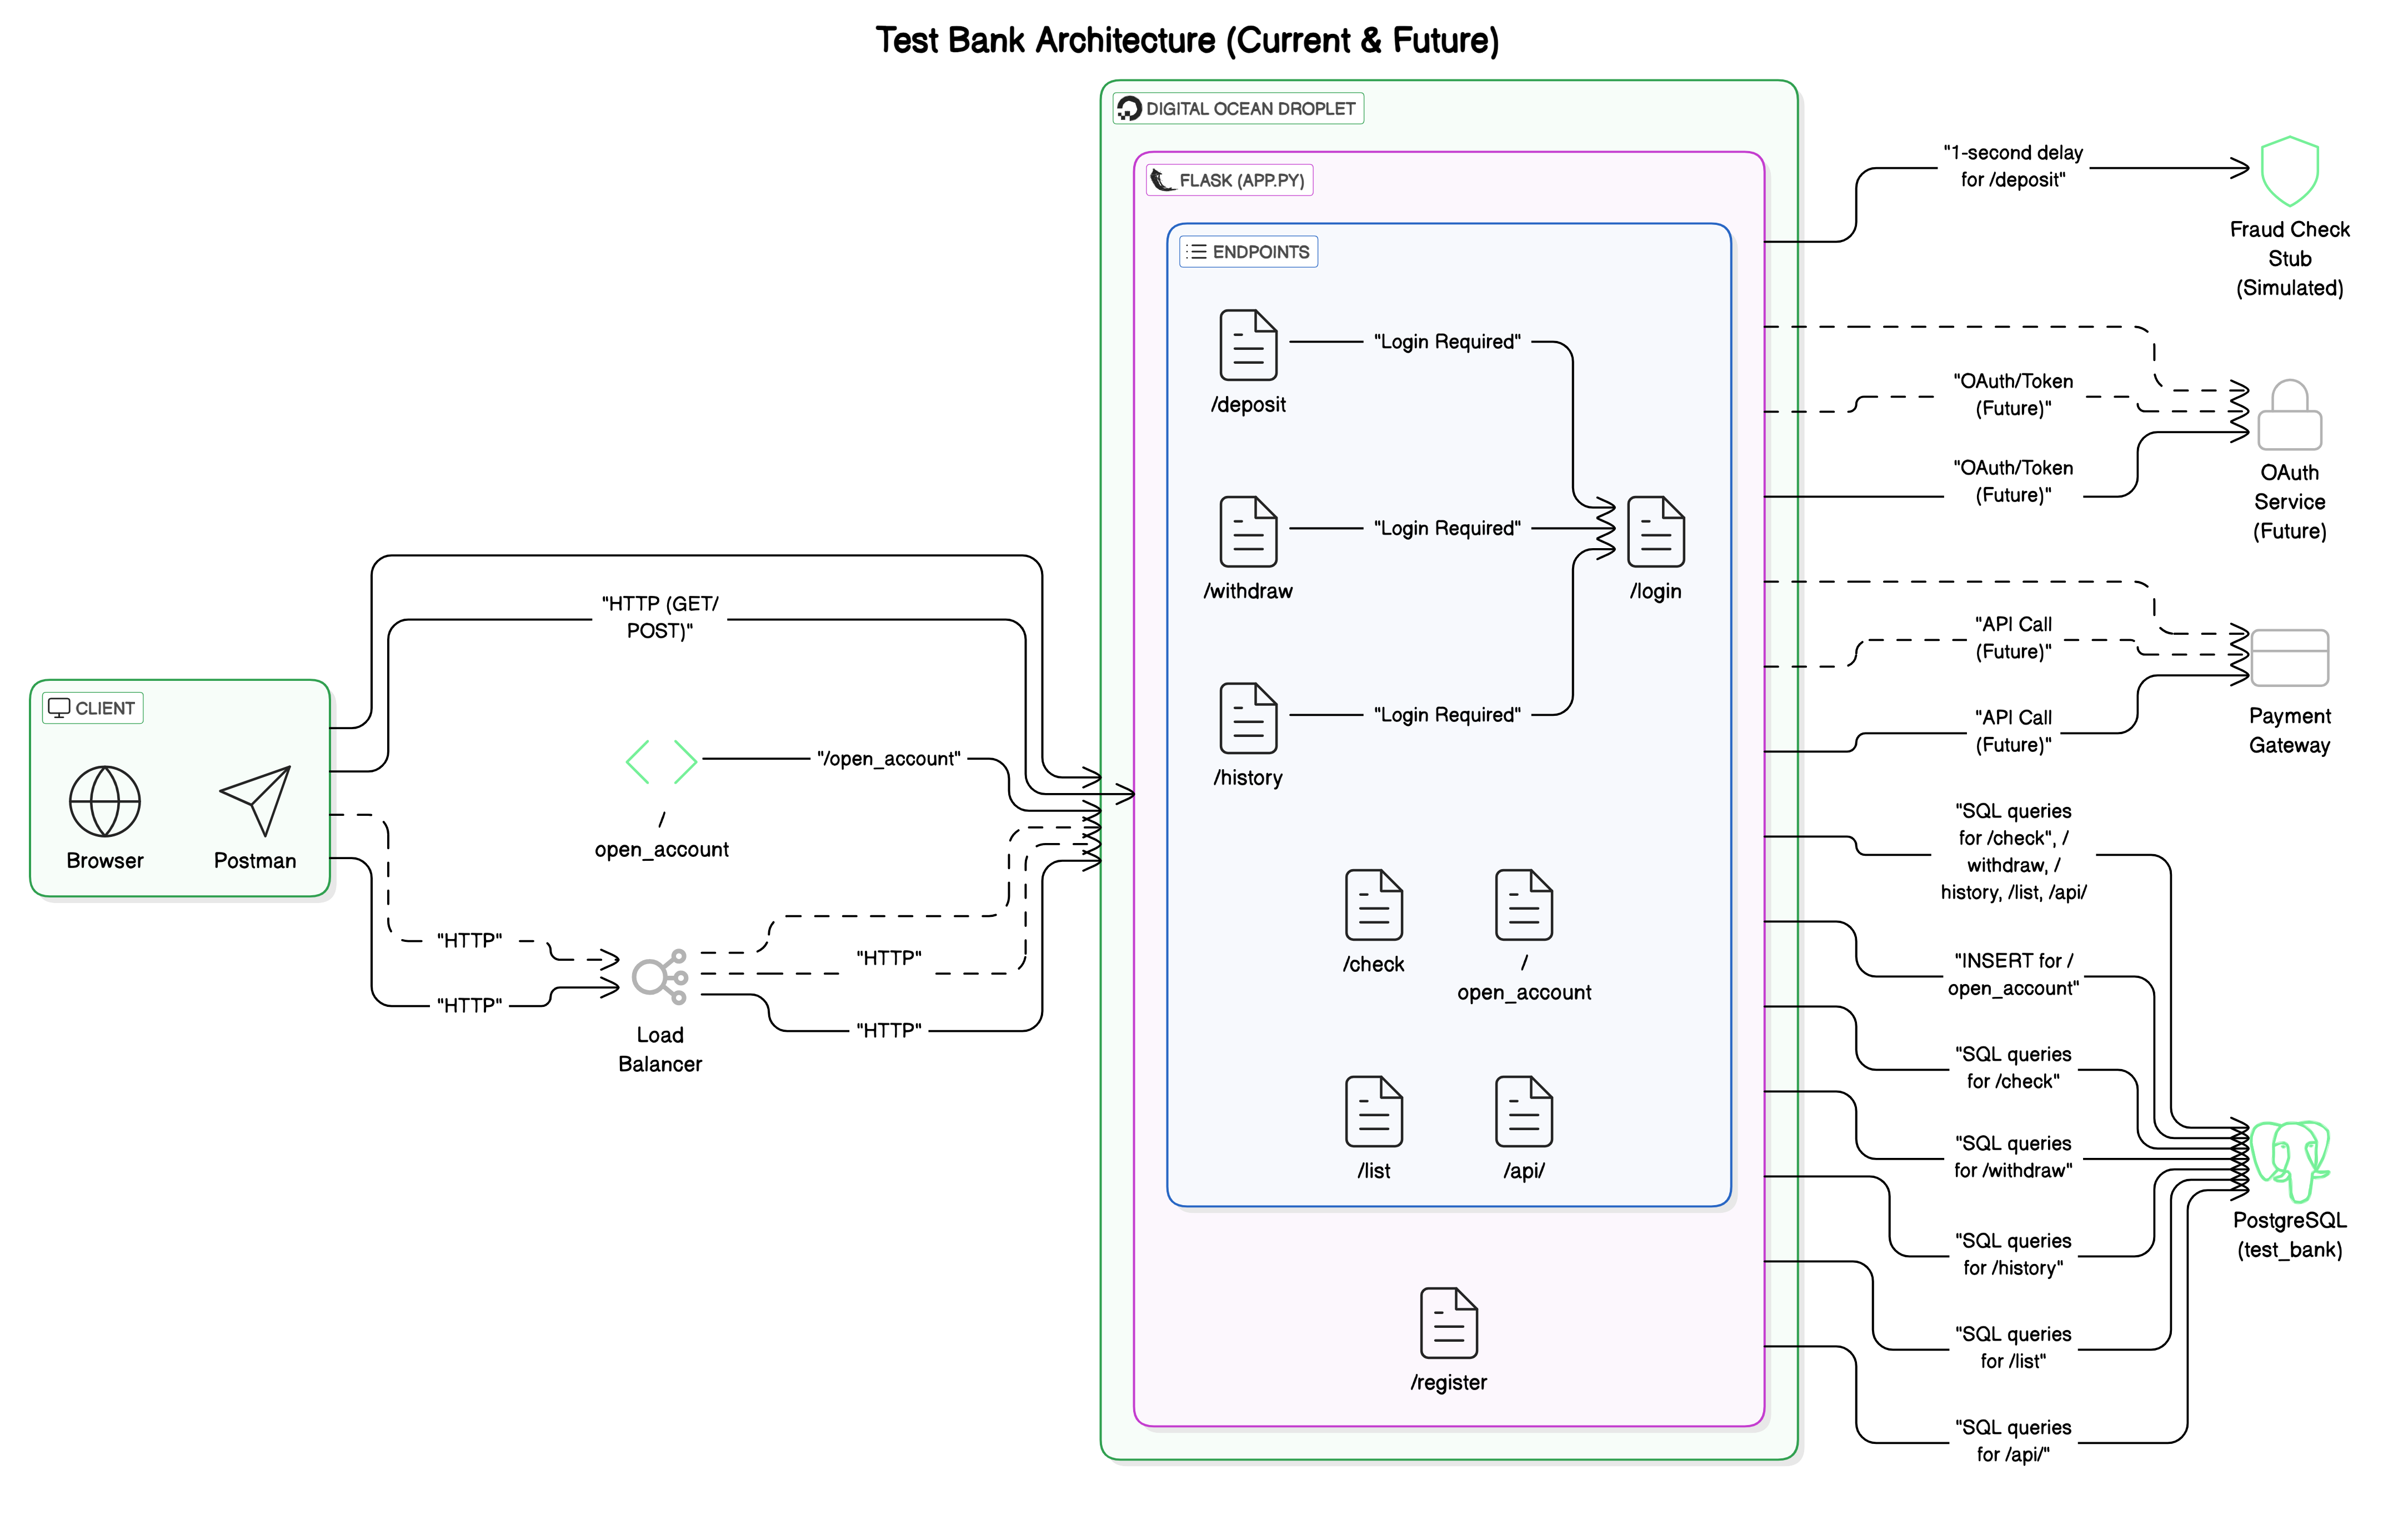 Test Bank Architecture (Current & Future)
DIGITAL OCEAN DROPLET
FLASK (APP.PY)
ENDPOINTS
/deposit
"Login Required"
/withdraw
"Login Required"
/login
/history
"Login Required"
/check
/
open_account
/list
/api/
/register
CLIENT
Browser
Postman
"HTTP (GET/
POST)"
/
open_account
"/open_account"
"HTTP"
"HTTP"
Load
Balancer
"HTTP"
"HTTP"
"1-second delay
for /deposit"
Fraud Check
Stub
(Simulated)
"OAuth/Token
(Future)"
"OAuth/Token
(Future)"
OAuth
Service
(Future)
"API Call
(Future)"
"API Call
(Future)"
Payment
Gateway
"SQL queries
for /check", /
withdraw, /
history, /list, /api/
"INSERT for /
open_account"
"SQL queries
for /check"
"SQL queries
for /withdraw"
"SQL queries
for /history"
"SQL queries
for /list"
"SQL queries
for /api/"
PostgreSQL
(test_bank)